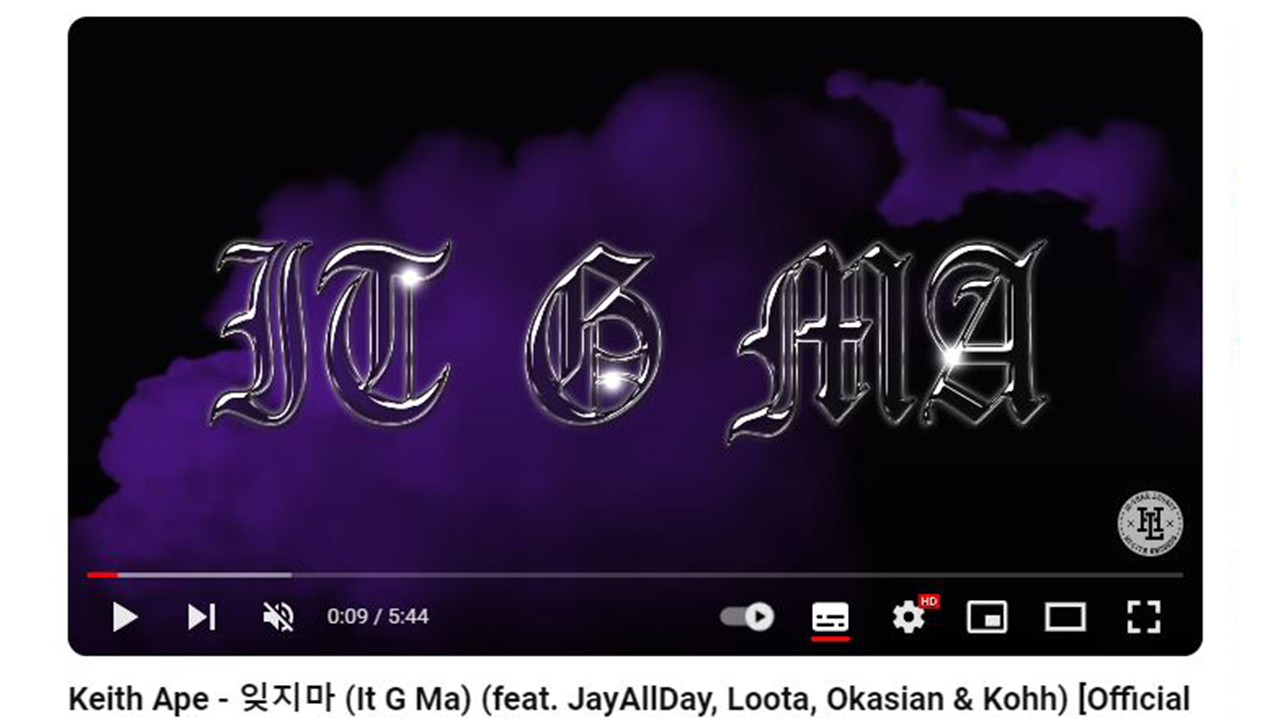 IT G MA
HL
0:09 / 5:44
HD
Keith Ape - 잊지마 (It G Ma) (feat. JayAllDay, Loota, Okasian & Kohh) [Official